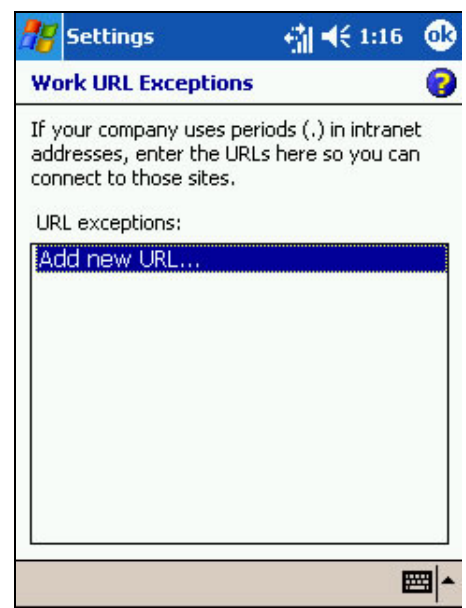 Settings 1:16 ok
Work URL Exceptions ?
If your company uses periods (.) in intranet
addresses, enter the URLs here so you can
connect to those sites.
URL exceptions:
Add new URL...